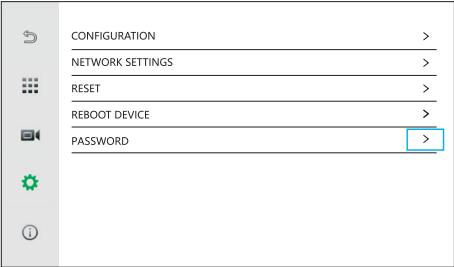 CONFIGURATION
NETWORK SETTINGS
RESET
REBOOT DEVICE
PASSWORD